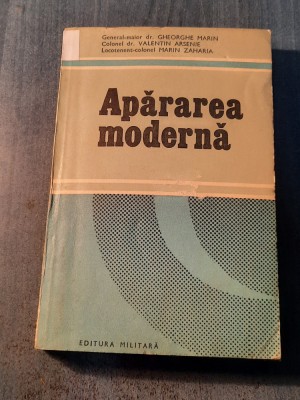 General-maior dr. GHEORGHE MARIN
Colonel dr. VALENTIN ARSENIE
Locotenent-colonel MARIN ZAHARIA
Apărarea
modernă
EDITURA MILITARĂ